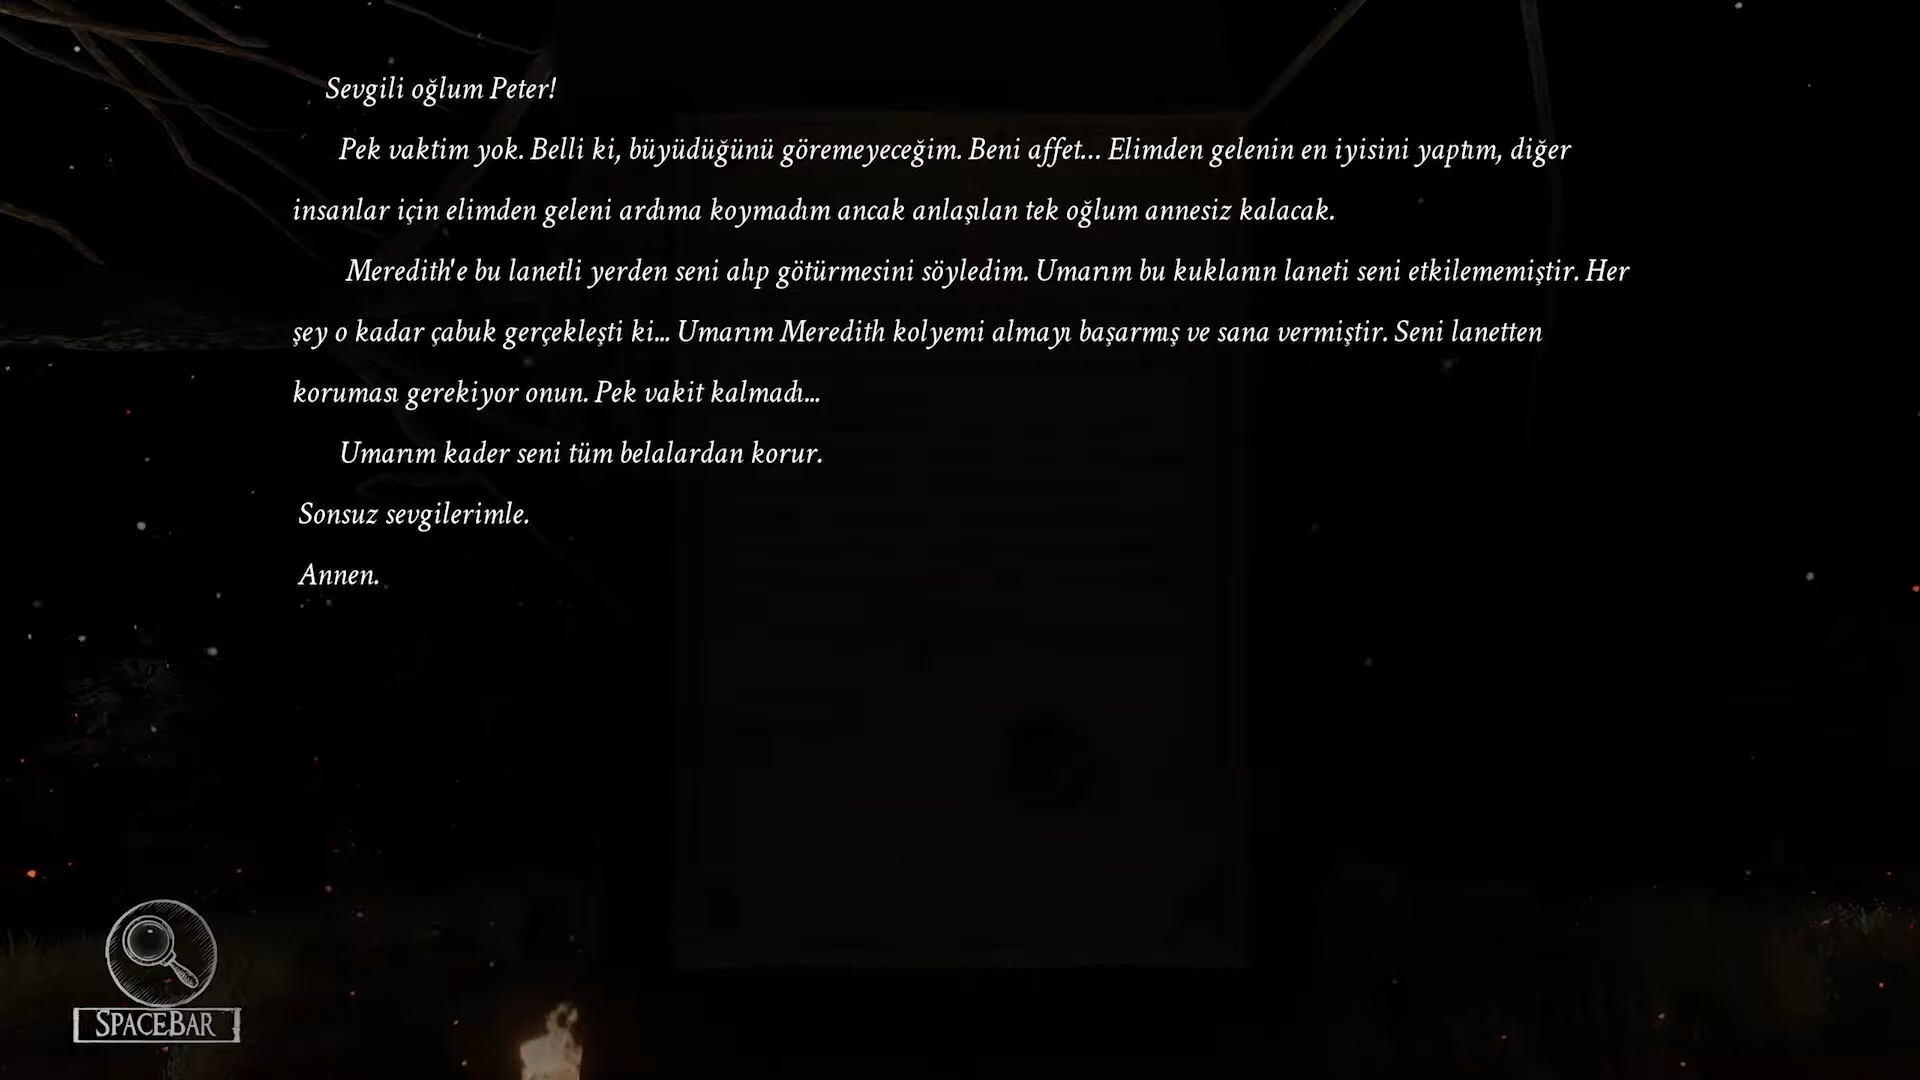 Sevgili oğlum Peter!
Pek vaktim yok. Belli ki, büyüdüğünü göremeyeceğim. Beni affet... Elimden gelenin en iyisini yaptım, diğer
insanlar için elimden geleni ardıma koymadım ancak anlaşılan tek oğlum annesiz kalacak.
Meredith'e bu lanetli yerden seni alıp götürmesini söyledim. Umarım bu kuklanın laneti seni etkilememiştir. Her
şey o kadar çabuk gerçekleşti ki... Umarım Meredith kolyemi almayı başarmış ve sana vermiştir. Seni lanetten
koruması gerekiyor onun. Pek vakit kalmadı...
Umarım kader seni tüm belalardan korur.
Sonsuz sevgilerimle.
Annen.
SPACEBAR